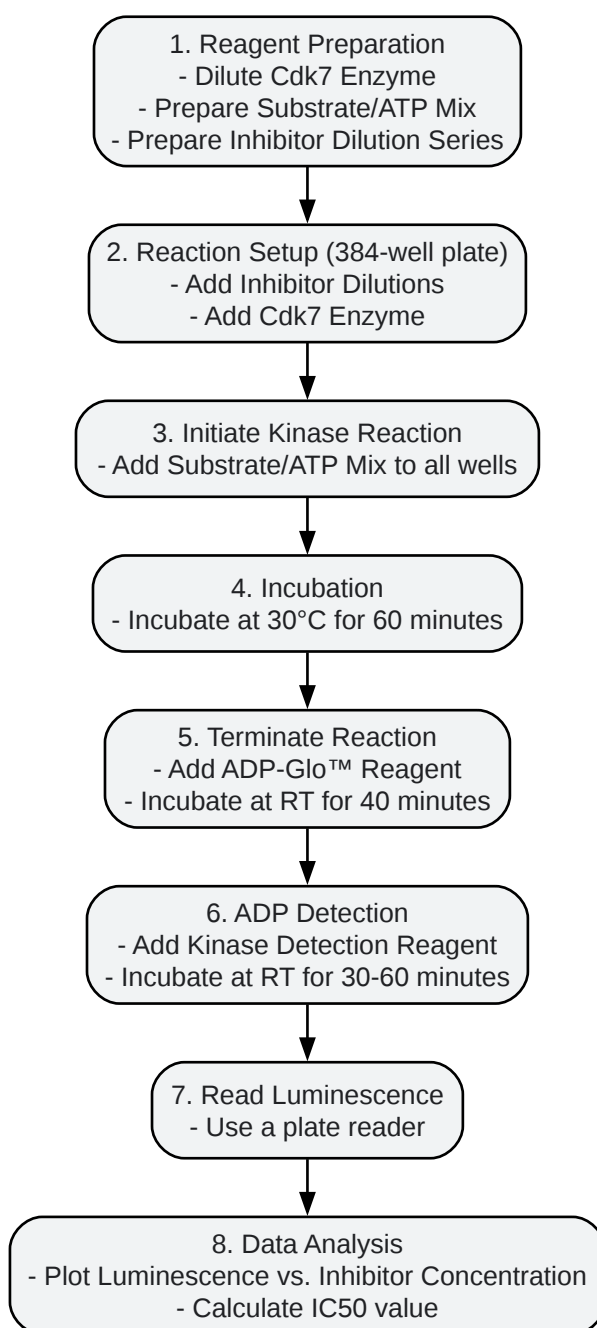 1. Reagent Preparation
- Dilute Cdk7 Enzyme
- Prepare Substrate/ATP Mix
- Prepare Inhibitor Dilution Series
2. Reaction Setup (384-well plate)
- Add Inhibitor Dilutions
- Add Cdk7 Enzyme
3. Initiate Kinase Reaction
- Add Substrate/ATP Mix to all wells
4. Incubation
- Incubate at 30°C for 60 minutes
5. Terminate Reaction
- Add ADP-Glo™ Reagent
- Incubate at RT for 40 minutes
6. ADP Detection
- Add Kinase Detection Reagent
- Incubate at RT for 30-60 minutes
7. Read Luminescence
- Use a plate reader
8. Data Analysis
- Plot Luminescence vs. Inhibitor Concentration
- Calculate IC50 value